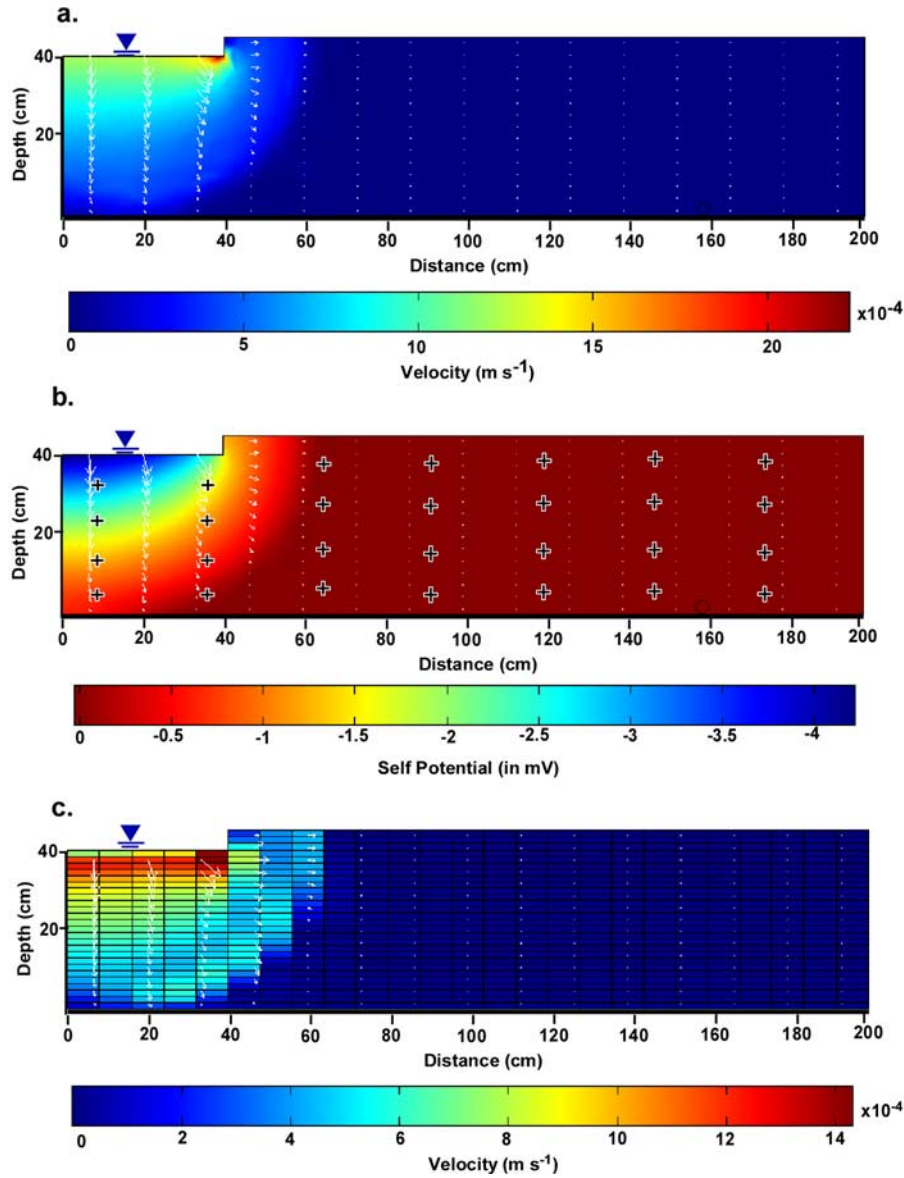 a.
40
20
Depth (cm)
0 20 40 60 80 100 120 140 160 180 200
Distance (cm)
0 5 10 15 20 x10-4
Velocity (m s-1)
b.
40
20
Depth (cm)
0 20 40 60 80 100 120 140 160 180 200
Distance (cm)
0 -0.5 -1 -1.5 -2 -2.5 -3 -3.5 -4
Self Potential (in mV)
c.
40
20
Depth (cm)
0 20 40 60 80 100 120 140 160 180 200
Distance (cm)
0 2 4 6 8 10 12 14 x10-4
Velocity (m s-1)